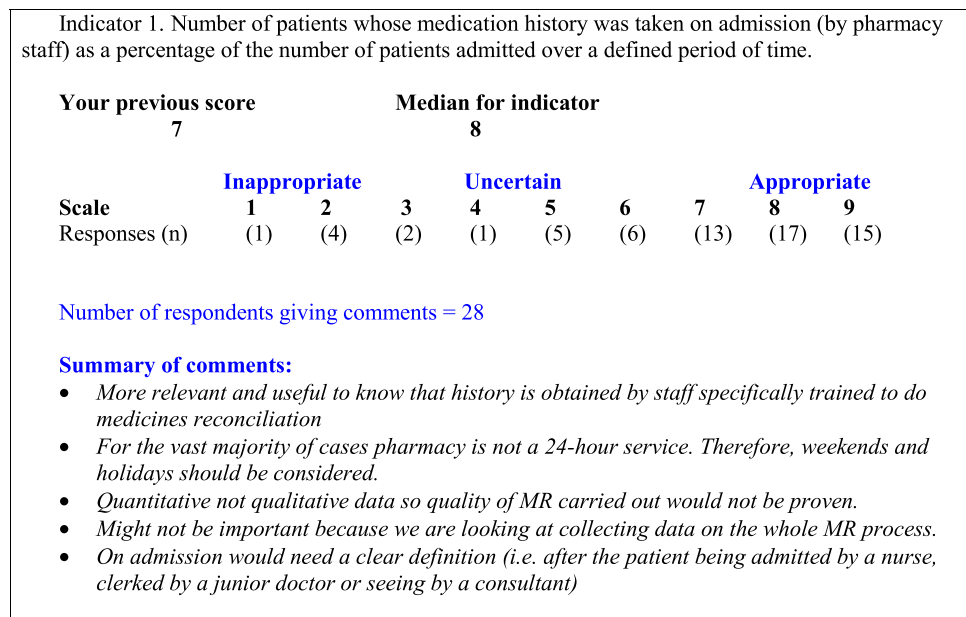 Indicator 1. Number of patients whose medication history was taken on admission (by pharmacy
staff) as a percentage of the number of patients admitted over a defined period of time.
Your previous score Median for indicator
7 8
Inappropriate Uncertain Appropriate
Scale 1 2 3 4 5 6 7 8 9
Responses (n) (1) (4) (2) (1) (5) (6) (13) (17) (15)
Number of respondents giving comments = 28
Summary of comments:
• More relevant and useful to know that history is obtained by staff specifically trained to do
medicines reconciliation
• For the vast majority of cases pharmacy is not a 24-hour service. Therefore, weekends and
holidays should be considered.
• Quantitative not qualitative data so quality of MR carried out would not be proven.
• Might not be important because we are looking at collecting data on the whole MR process.
• On admission would need a clear definition (i.e. after the patient being admitted by a nurse,
clerked by a junior doctor or seeing by a consultant)